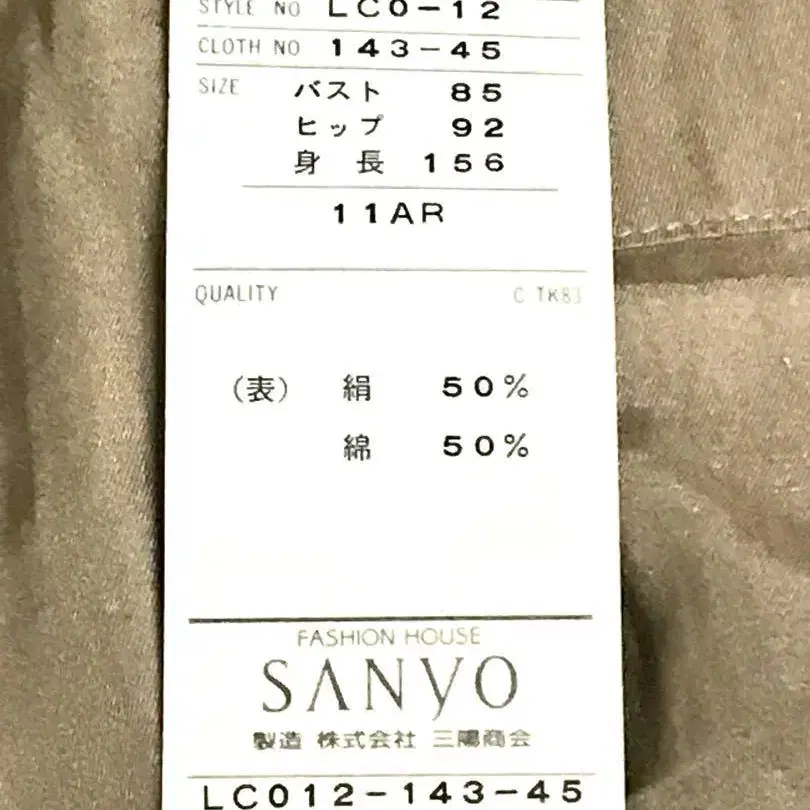 STYLE NO LC0-12
CLOTH NO 143-45
SIZE バスト 85
ヒップ 92
身長 156
11AR
QUALITY C TK83
(表) 絹 50%
綿 50%
FASHION HOUSE
SANYO
製造 株式会社 三陽商会
LC012-143-45